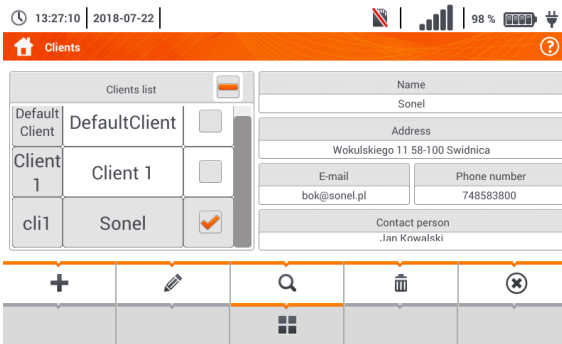 13:27:10 2018-07-22 98 %
Clients ?
Clients list
Default Client DefaultClient
Client 1 Client 1
cli1 Sonel
Name
Sonel
Address
Wokulskiego 11 58-100 Swidnica
E-mail Phone number
bok@sonel.pl 748583800
Contact person
Jan Kowalski